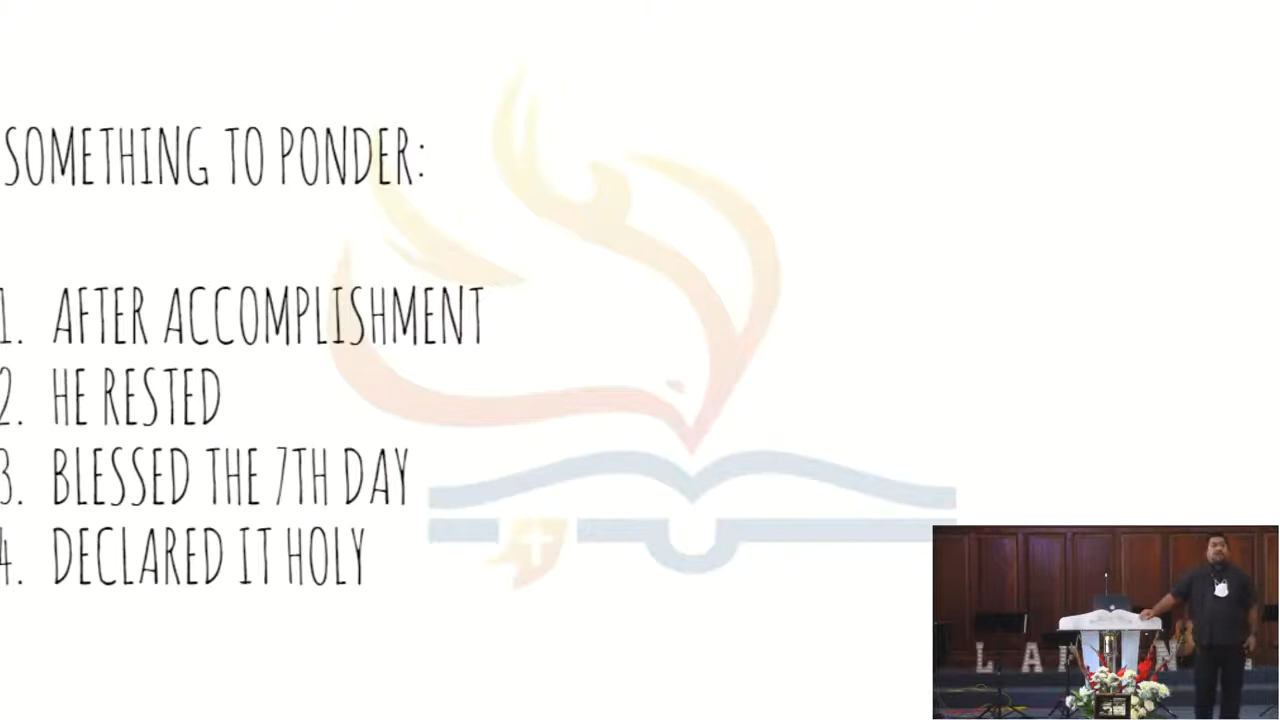 SOMETHING TO PONDER:
1. AFTER ACCOMPLISHMENT
2. HE RESTED
3. BLESSED THE 7TH DAY
4. DECLARED IT HOLY